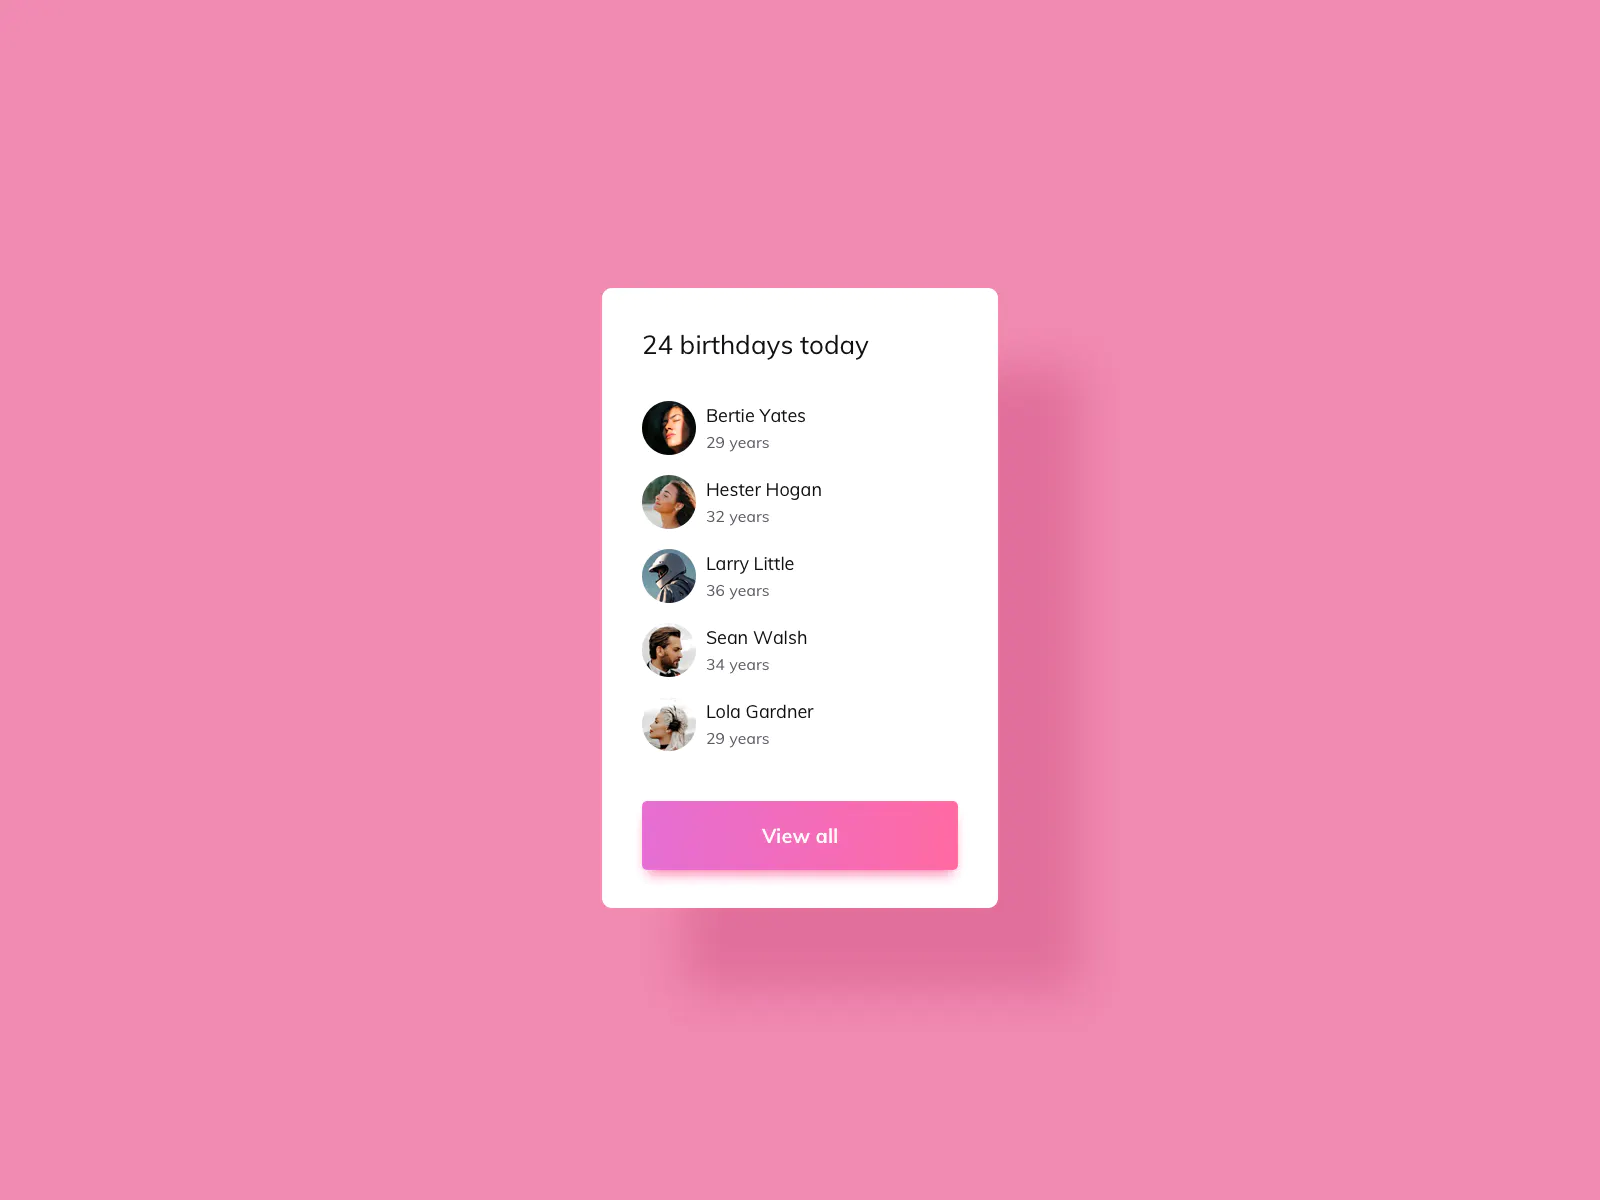 24 birthdays today
Bertie Yates
29 years
Hester Hogan
32 years
Larry Little
36 years
Sean Walsh
34 years
Lola Gardner
29 years
View all